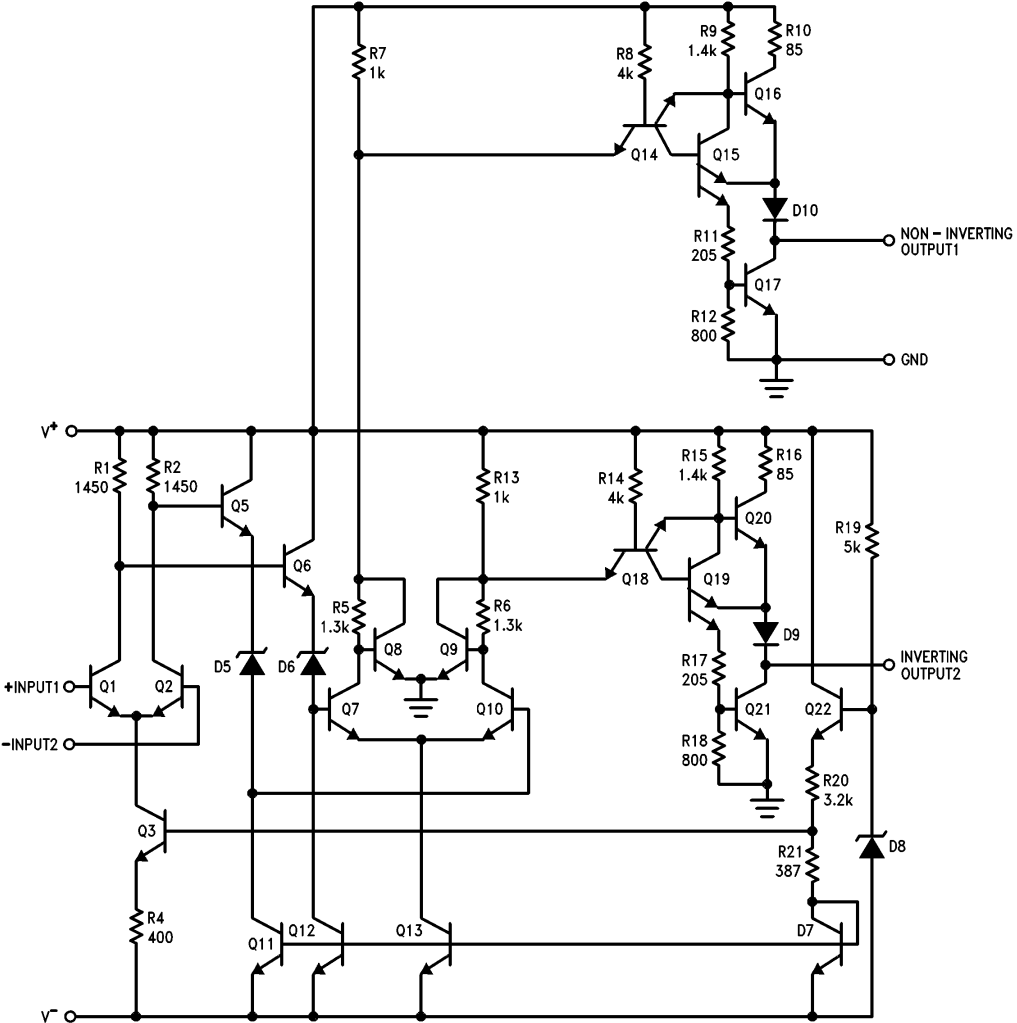 R7
1k
R8
4k
R9
1.4k
R10
85
Q16
Q14
Q15
D10
NON – INVERTING
OUTPUT1
R11
205
Q17
R12
800
GND
V+
R1
1450
R2
1450
Q5
Q6
R13
1k
R14
4k
R15
1.4k
R16
85
Q20
R19
5k
Q18
Q19
R5
1.3k
R6
1.3k
Q8
Q9
D9
D5
D6
INVERTING
OUTPUT2
R17
205
+INPUT1
Q1
Q2
Q7
Q10
Q21
Q22
–INPUT2
R18
800
R20
3.2k
Q3
D8
R21
387
R4
400
Q11
Q12
Q13
D7
V–